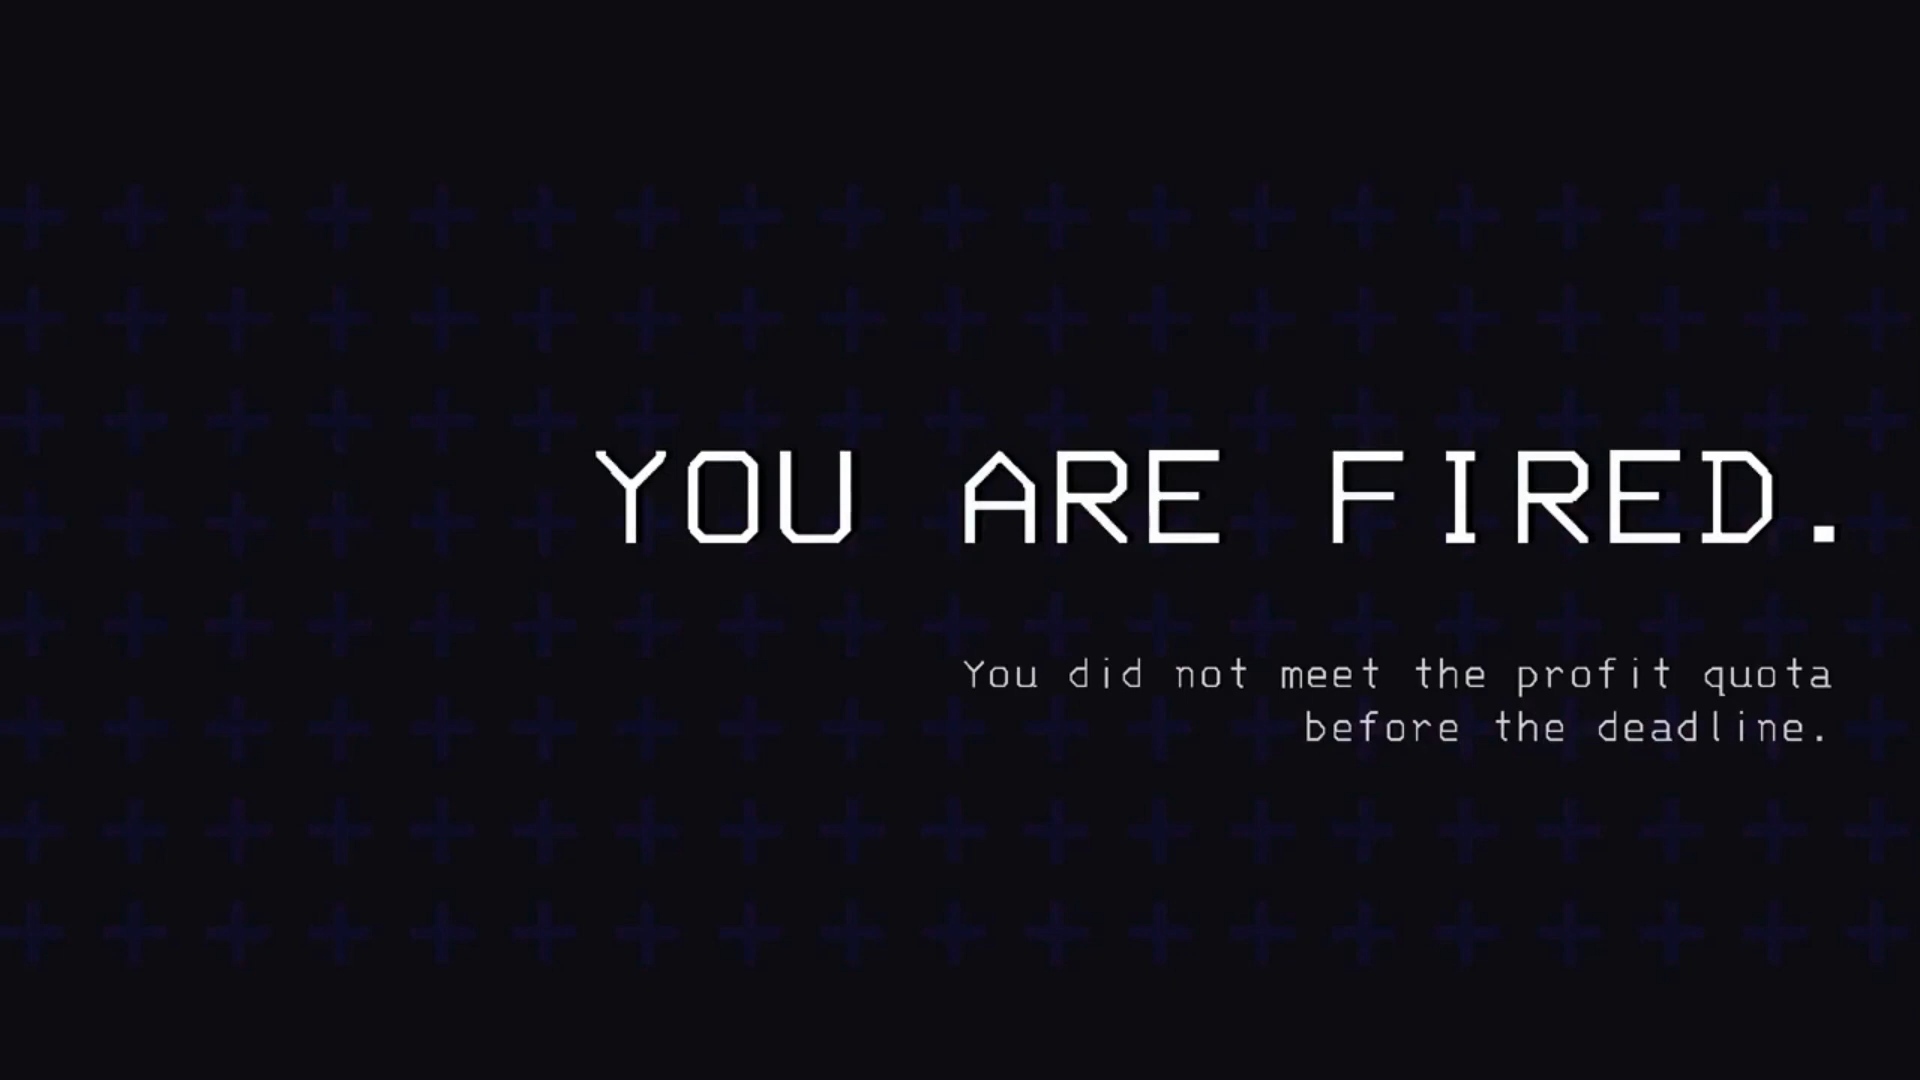 YOU ARE FIRED.
You did not meet the profit quota
before the deadline.